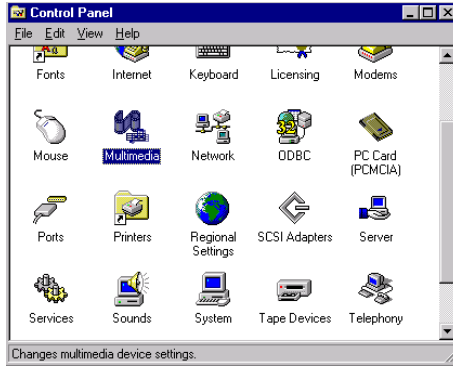 Control Panel
File Edit View Help
Fonts Internet Keyboard Licensing Modems
Mouse Multimedia Network ODBC PC Card
(PCMCIA)
Ports Printers Regional SCSI Adapters Server
Settings
Services Sounds System Tape Devices Telephony
Changes multimedia device settings.